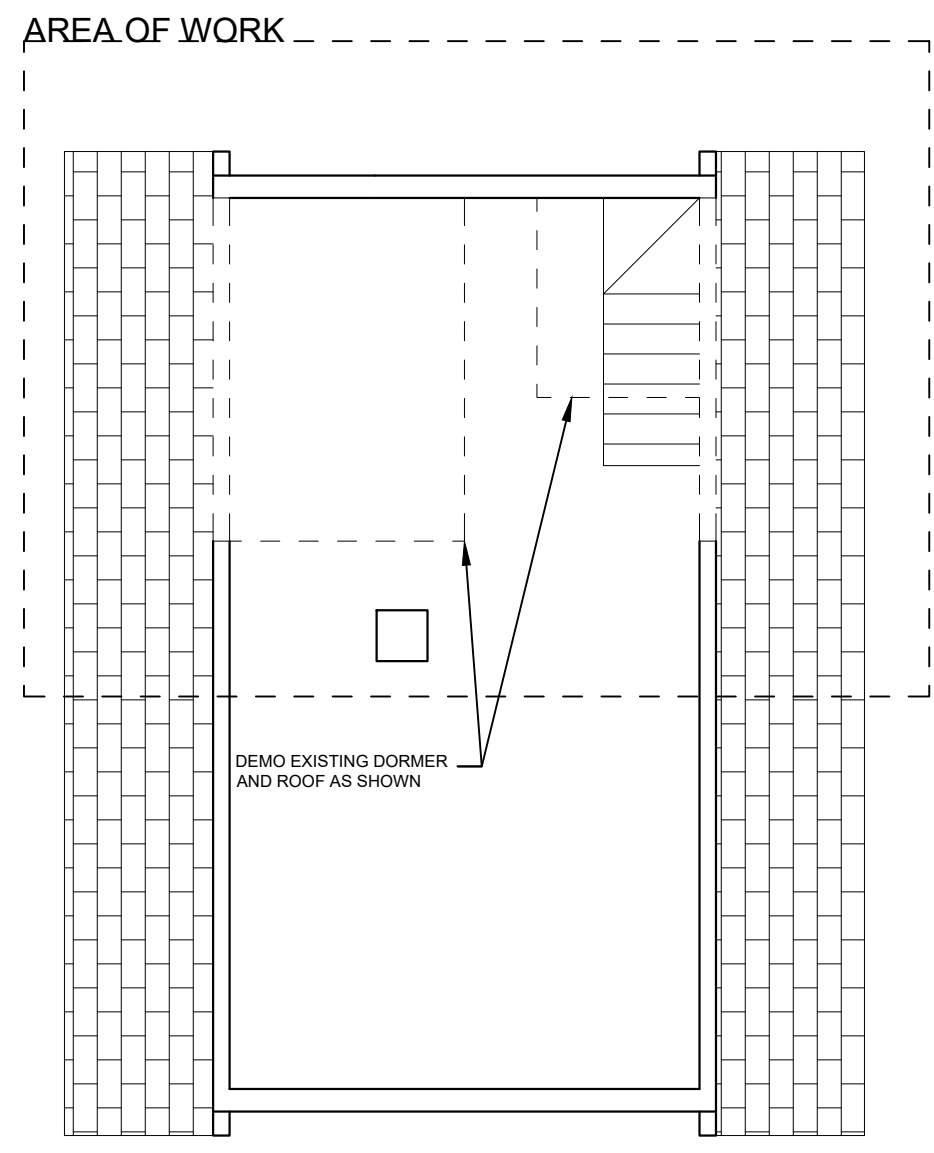 AREA OF WORK
DEMO EXISTING DORMER
AND ROOF AS SHOWN